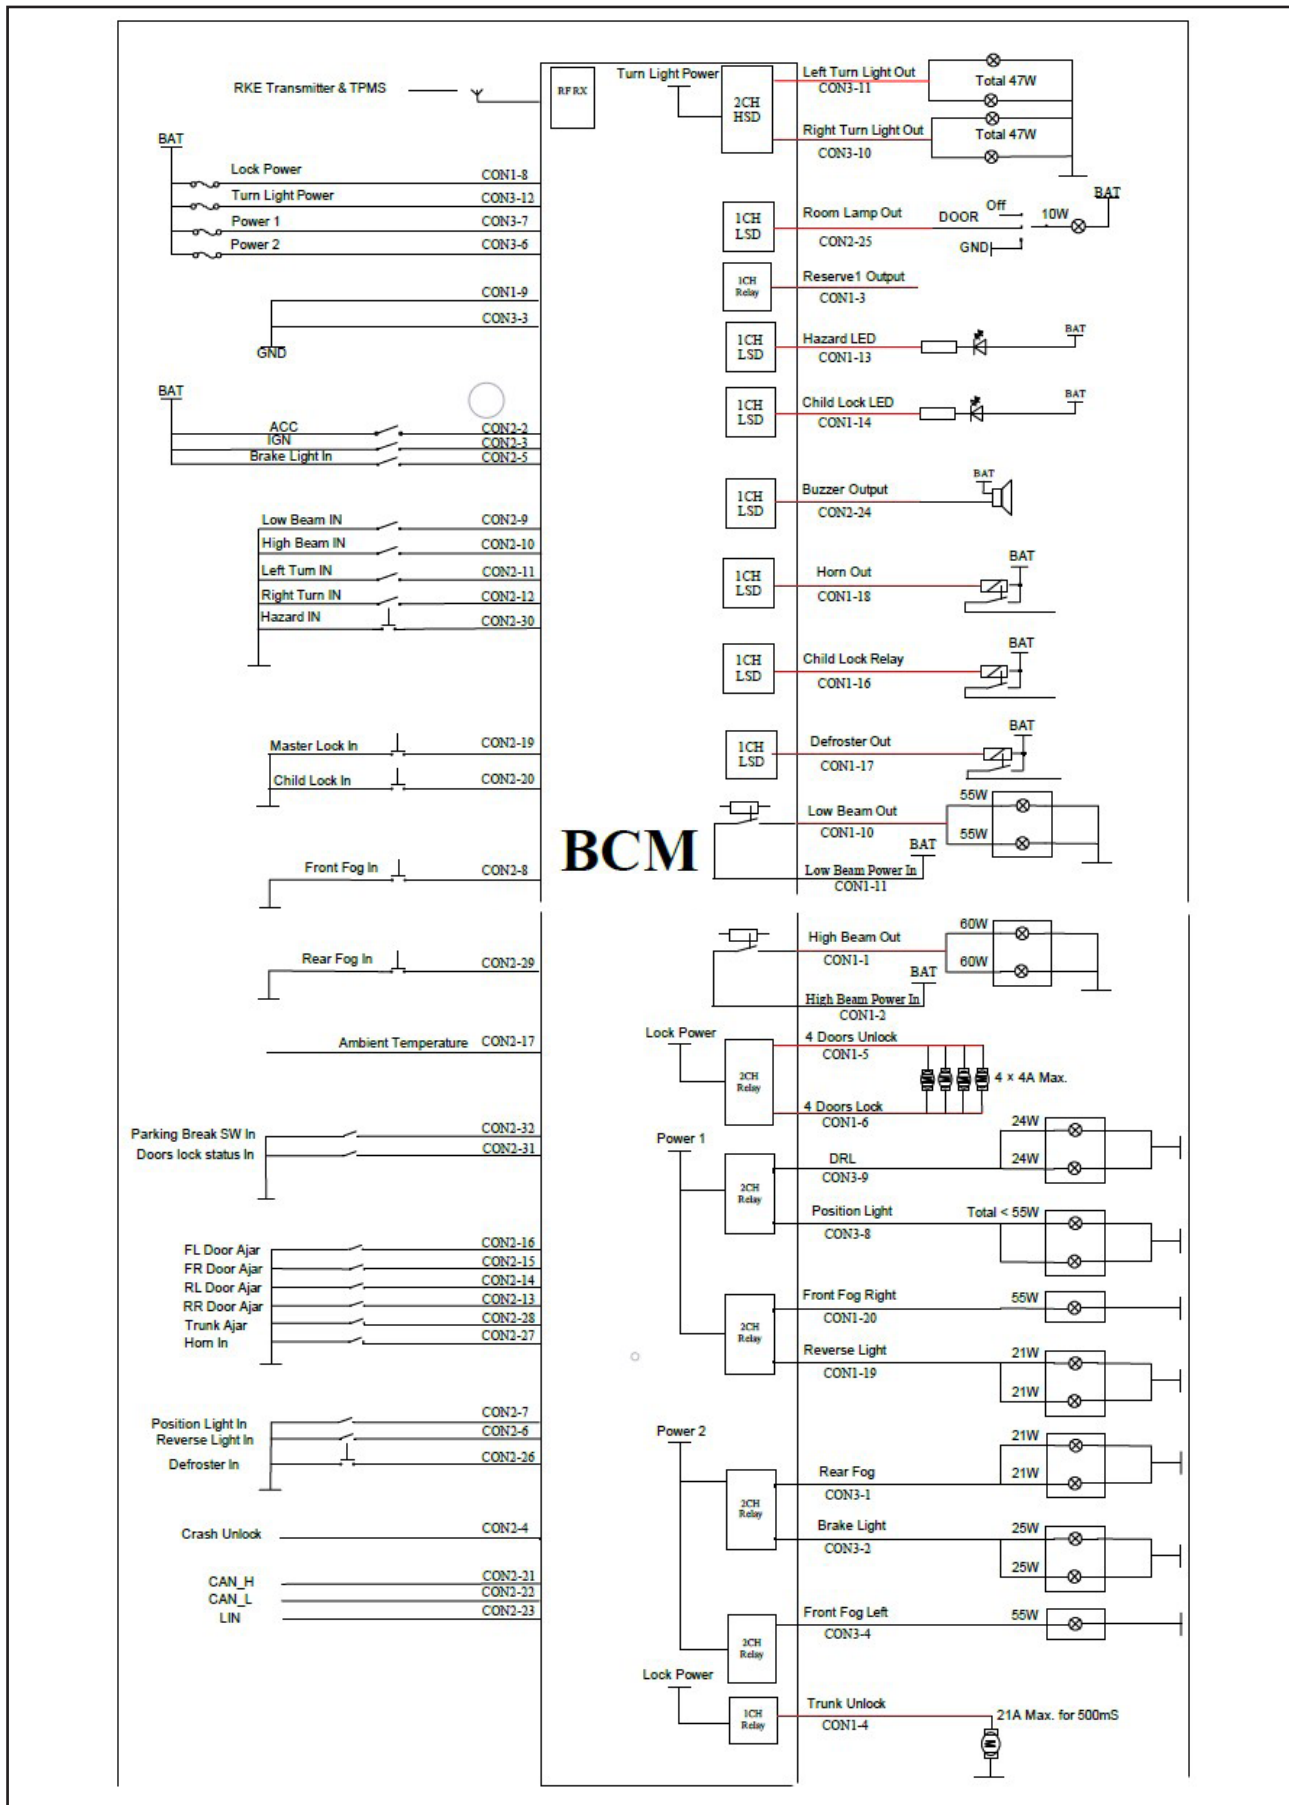 RKE Transmitter & TPMS
RF RX
BAT
Lock Power CON1-8
Turn Light Power CON3-12
Power 1 CON3-7
Power 2 CON3-6
CON1-9
CON3-3
GND
BAT
ACC CON2-2
IGN CON2-3
Brake Light In CON2-5
Low Beam IN CON2-9
High Beam IN CON2-10
Left Turn IN CON2-11
Right Turn IN CON2-12
Hazard IN CON2-30
Master Lock In CON2-19
Child Lock In CON2-20
Front Fog In CON2-8
Rear Fog In CON2-29
Ambient Temperature CON2-17
Parking Break SW In CON2-32
Doors lock status In CON2-31
FL Door Ajar CON2-16
FR Door Ajar CON2-15
RL Door Ajar CON2-14
RR Door Ajar CON2-13
Trunk Ajar CON2-28
Horn In CON2-27
Position Light In CON2-7
Reverse Light In CON2-6
Defroster In CON2-26
Crash Unlock CON2-4
CAN_H CON2-21
CAN_L CON2-22
LIN CON2-23
BCM
Turn Light Power
2CH
HSD
Left Turn Light Out
CON3-11
Total 47W
Right Turn Light Out
CON3-10
Total 47W
1CH
LSD
Room Lamp Out
CON2-25
DOOR
Off
GND
10W
BAT
1CH
Relay
Reserve1 Output
CON1-3
1CH
LSD
Hazard LED
CON1-13
BAT
1CH
LSD
Child Lock LED
CON1-14
BAT
1CH
LSD
Buzzer Output
CON2-24
BAT
1CH
LSD
Horn Out
CON1-18
BAT
1CH
LSD
Child Lock Relay
CON1-16
BAT
1CH
LSD
Defroster Out
CON1-17
BAT
Low Beam Out
CON1-10
55W
55W
BAT
Low Beam Power In
CON1-11
High Beam Out
CON1-1
60W
60W
BAT
High Beam Power In
CON1-2
Lock Power
2CH
Relay
4 Doors Unlock
CON1-5
4 × 4A Max.
4 Doors Lock
CON1-6
Power 1
2CH
Relay
DRL
CON3-9
24W
24W
Position Light
CON3-8
Total < 55W
2CH
Relay
Front Fog Right
CON1-20
55W
Reverse Light
CON1-19
21W
21W
Power 2
2CH
Relay
Rear Fog
CON3-1
21W
21W
Brake Light
CON3-2
25W
25W
2CH
Relay
Front Fog Left
CON3-4
55W
Lock Power
1CH
Relay
Trunk Unlock
CON1-4
21A Max. for 500mS
M